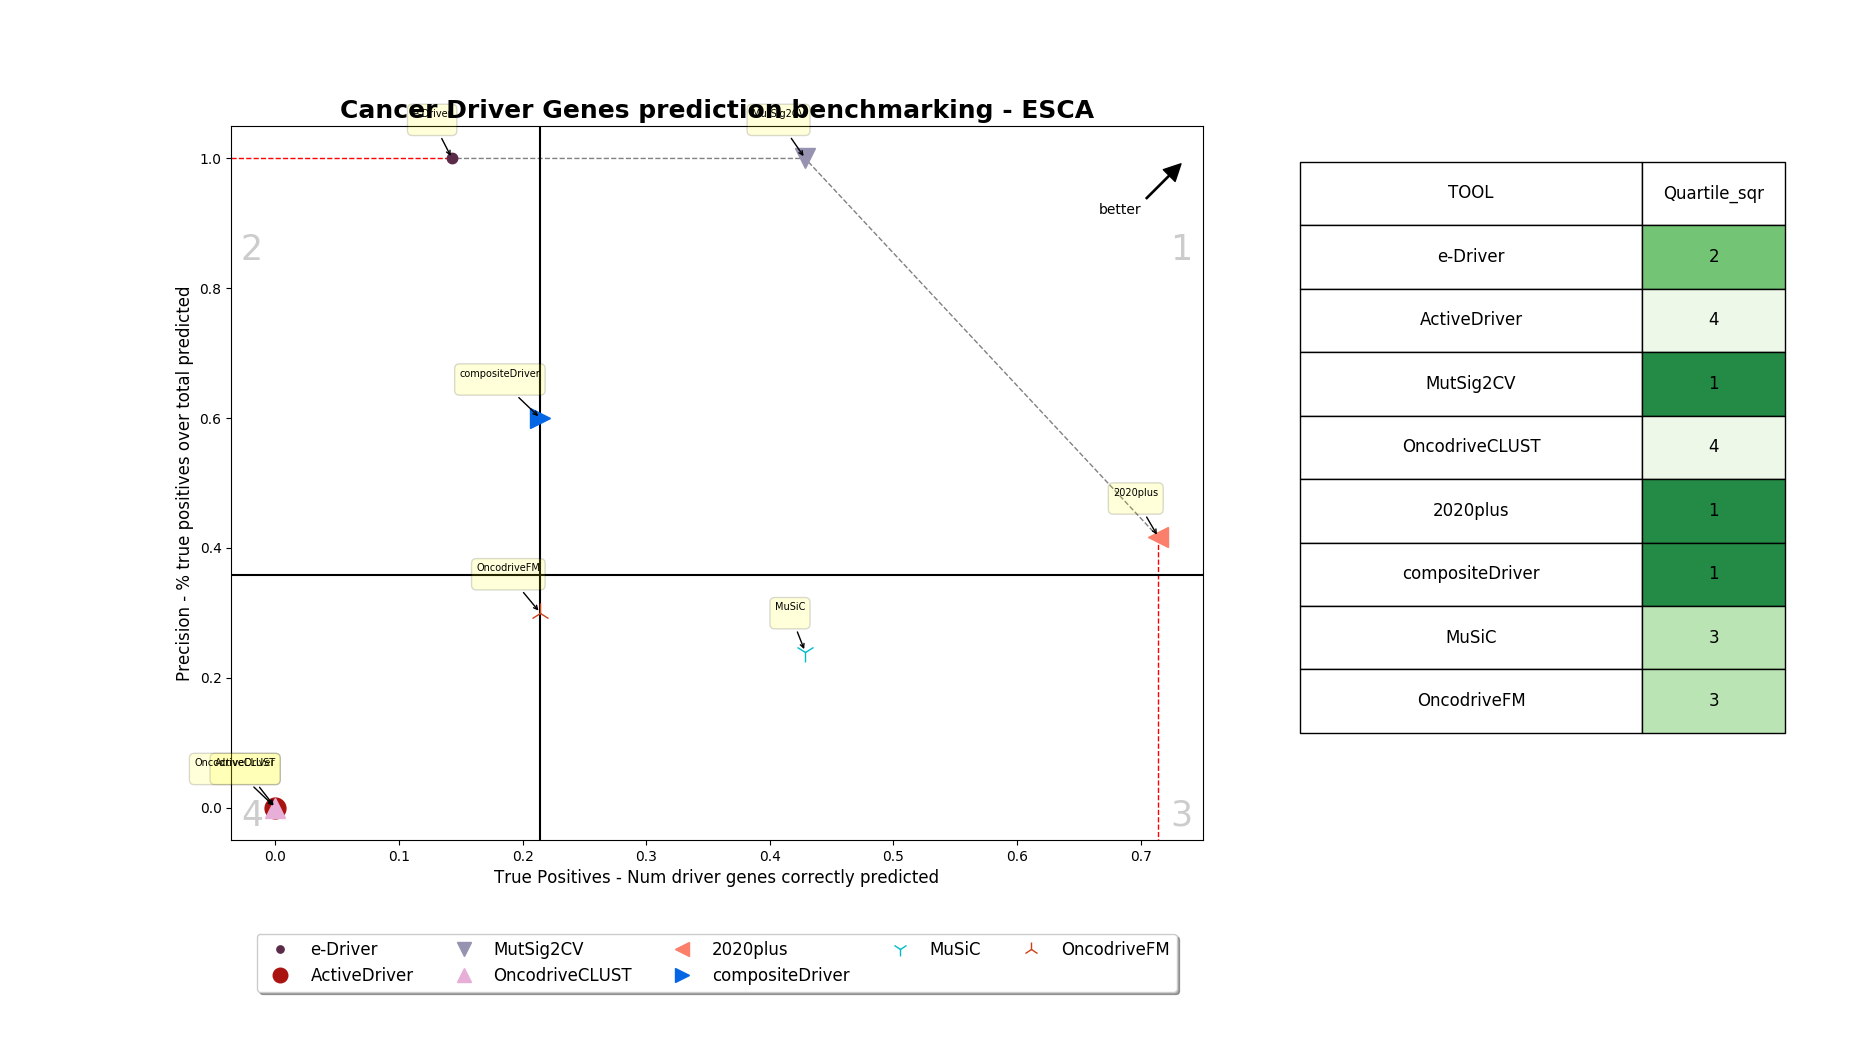 Cancer Driver Genes prediction benchmarking - ESCA
e-Driver
MutSig2CV
better
2
1
compositeDriver
2020plus
OncodriveFM
MuSiC
OncodriveCLUST
ActiveDriver
4
3
1.0
0.8
0.6
0.4
0.2
0.0
Precision - % true positives over total predicted
0.0 0.1 0.2 0.3 0.4 0.5 0.6 0.7
True Positives - Num driver genes correctly predicted
e-Driver MutSig2CV 2020plus MuSiC OncodriveFM
ActiveDriver OncodriveCLUST compositeDriver
TOOL Quartile_sqr
e-Driver 2
ActiveDriver 4
MutSig2CV 1
OncodriveCLUST 4
2020plus 1
compositeDriver 1
MuSiC 3
OncodriveFM 3